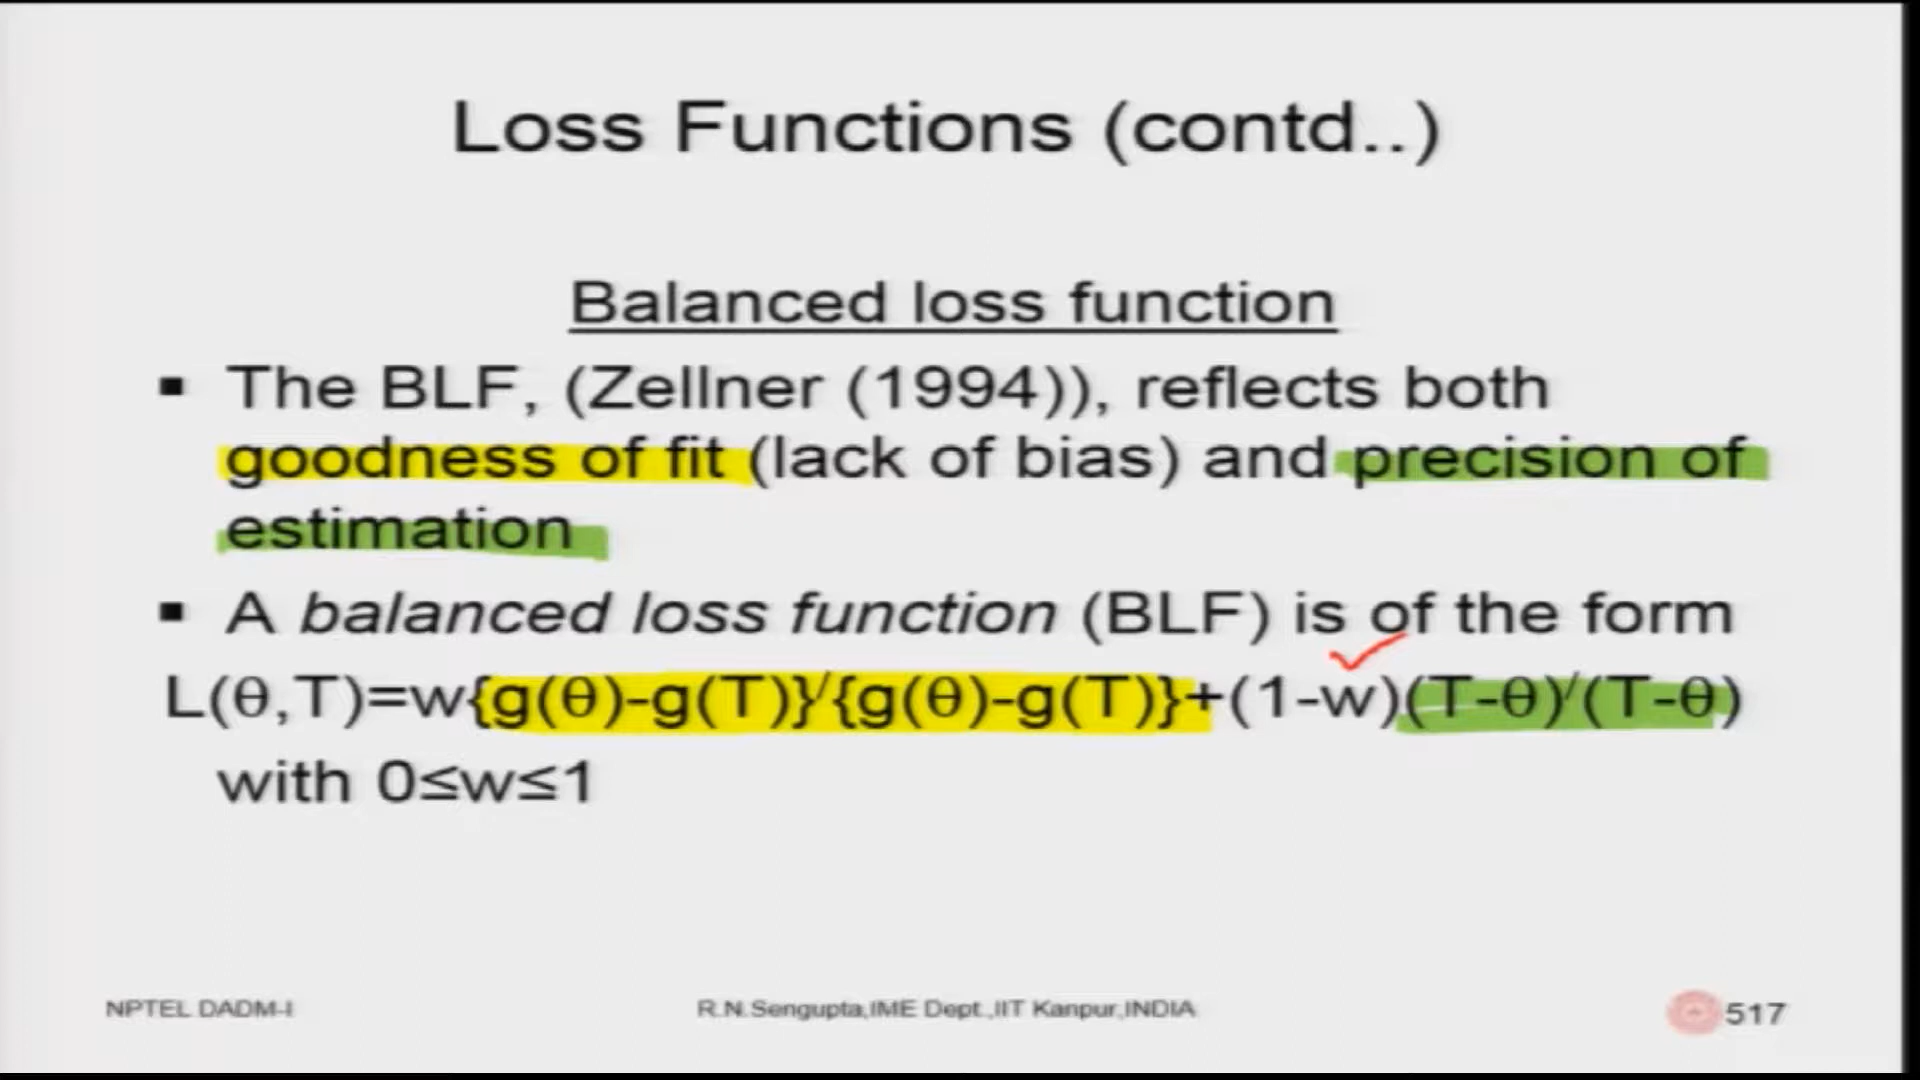 Loss Functions (contd..)
Balanced loss function
▪ The BLF, (Zellner (1994)), reflects both
goodness of fit (lack of bias) and precision of
estimation
▪ A balanced loss function (BLF) is of the form
L(θ,T)=w{g(θ)-g(T)}′{g(θ)-g(T)}+(1-w)(T-θ)′(T-θ)
with 0≤w≤1
NPTEL DADM-I
R.N.Sengupta,IME Dept.,IIT Kanpur,INDIA
517